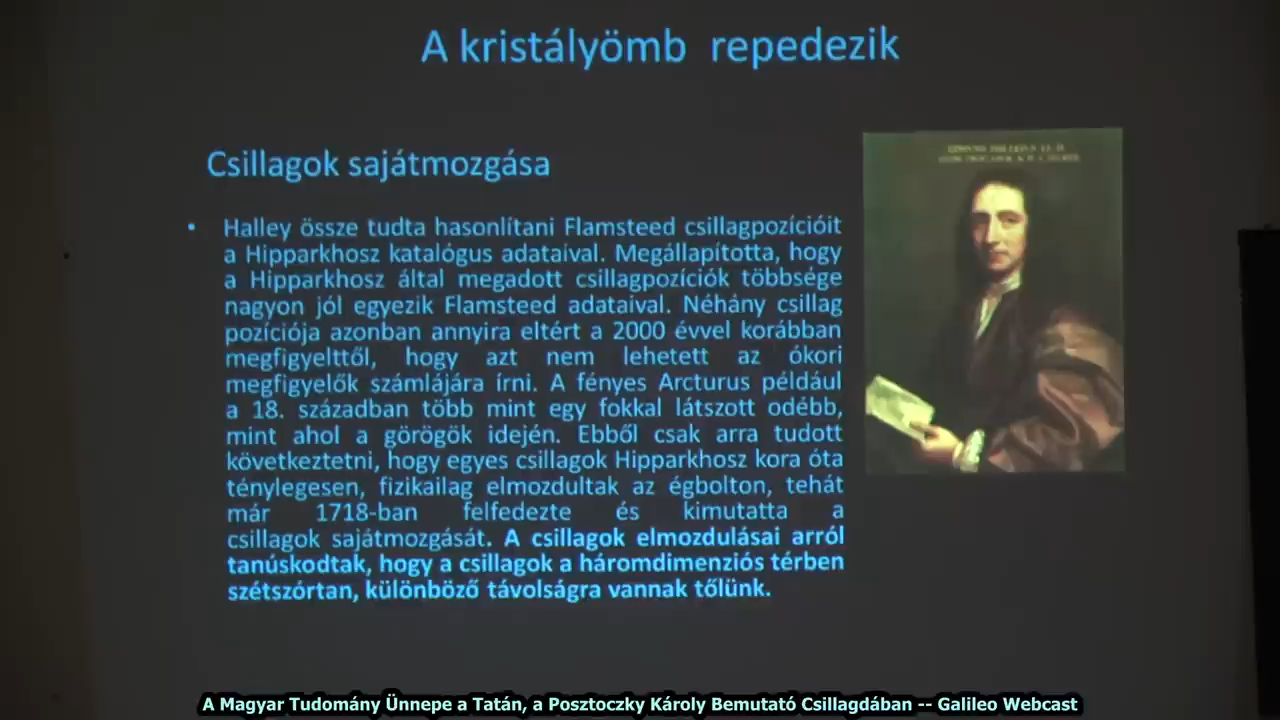 A kristályömb repedezik
Csillagok sajátmozgása
• Halley össze tudta hasonlítani Flamsteed csillagpozícióit
a Hipparkhosz katalógus adataival. Megállapította, hogy
a Hipparkhosz által megadott csillagpozíciók többsége
nagyon jól egyezik Flamsteed adataival. Néhány csillag
pozíciója azonban annyira eltért a 2000 évvel korábban
megfigyelttől, hogy azt nem lehetett az ókori
megfigyelők számlájára írni. A fényes Arcturus például
a 18. században több mint egy fokkal látszott odébb,
mint ahol a görögök idején. Ebből csak arra tudott
következtetni, hogy egyes csillagok Hipparkhosz kora óta
ténylegesen, fizikailag elmozdultak az égbolton, tehát
már 1718-ban felfedezte és kimutatta a
csillagok sajátmozgását. A csillagok elmozdulásai arról
tanúskodtak, hogy a csillagok a háromdimenziós térben
szétszórtan, különböző távolságra vannak tőlünk.
A Magyar Tudomány Ünnepe a Tatán, a Posztoczky Károly Bemutató Csillagdában -- Galileo Webcast